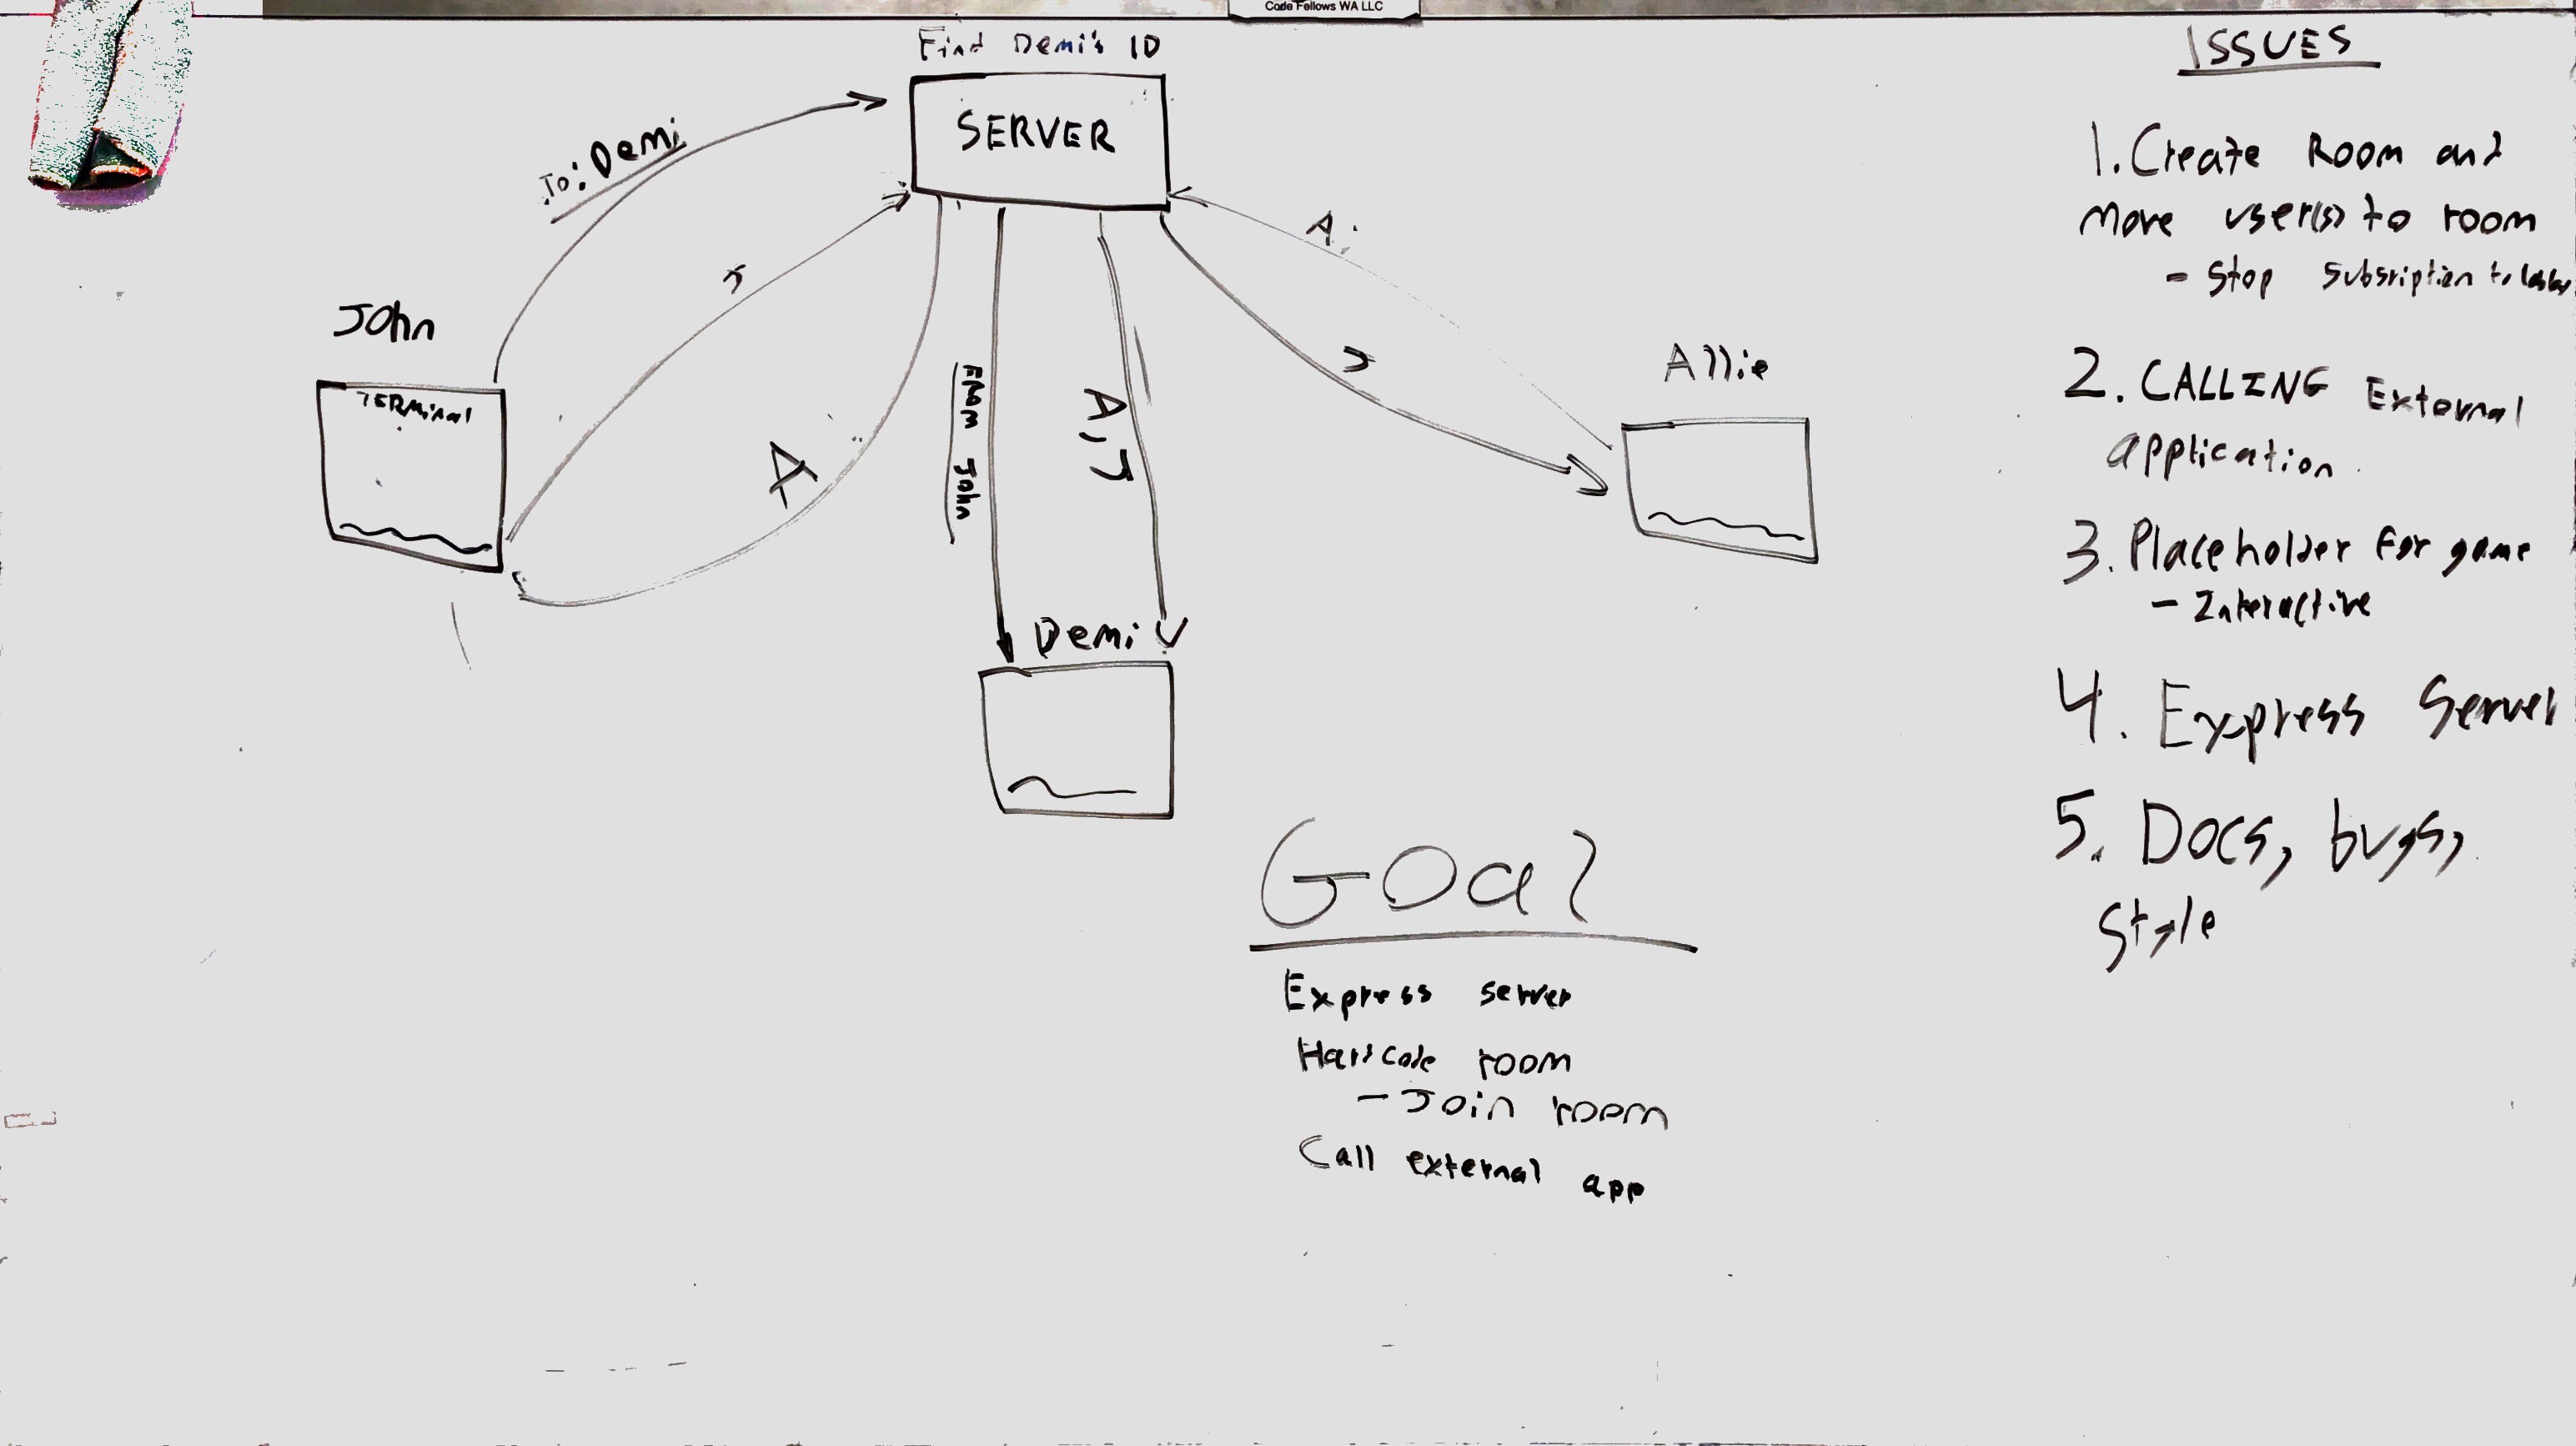 Code Fellows WA LLC
Find Demi's ID
SERVER
To: Demi
J
A
John
TERMINAL
FROM John
A, J
A
J
Allie
Demi
GOal
Express server
Hardcode room
- Join room
Call external app
ISSUES
1. Create Room and
Move user(s) to room
- Stop Subsription to
2. CALLING External
application
3. Placeholder for game
- Interactive
4. Express Server
5. Docs, bugs,
Style